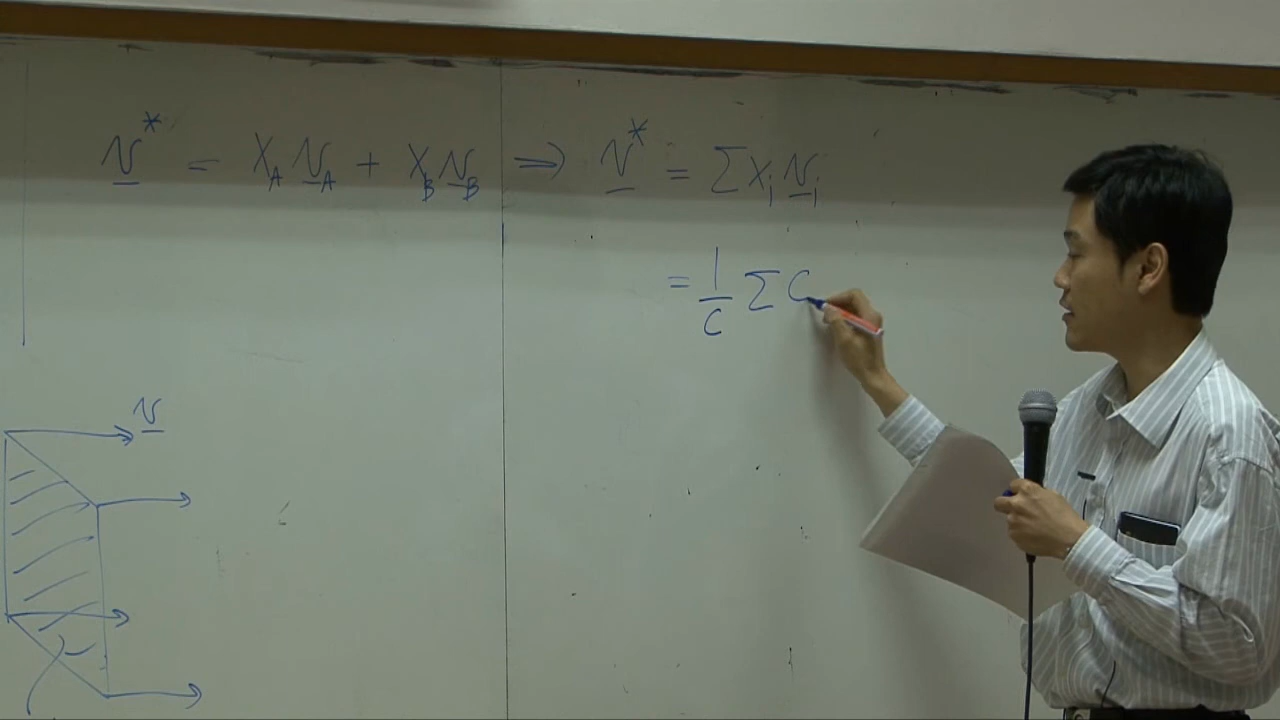 v* = x_A v_A + x_B v_B ⇒ v* = Σ x_i v_i
= 1/c Σ C
v